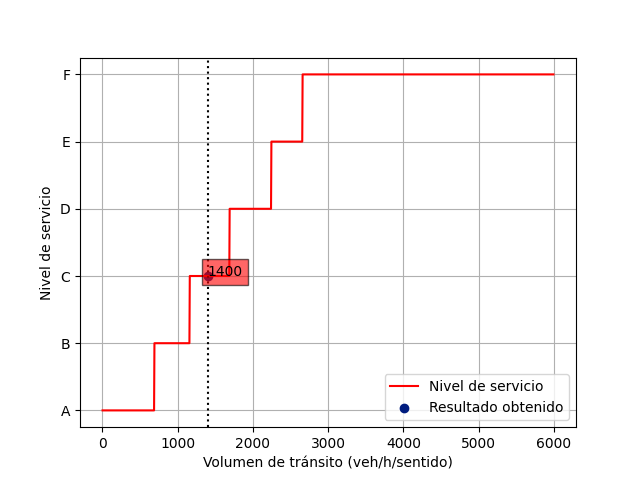 Nivel de servicio
F
E
D
C
B
A
1400
Nivel de servicio
Resultado obtenido
0 1000 2000 3000 4000 5000 6000
Volumen de tránsito (veh/h/sentido)